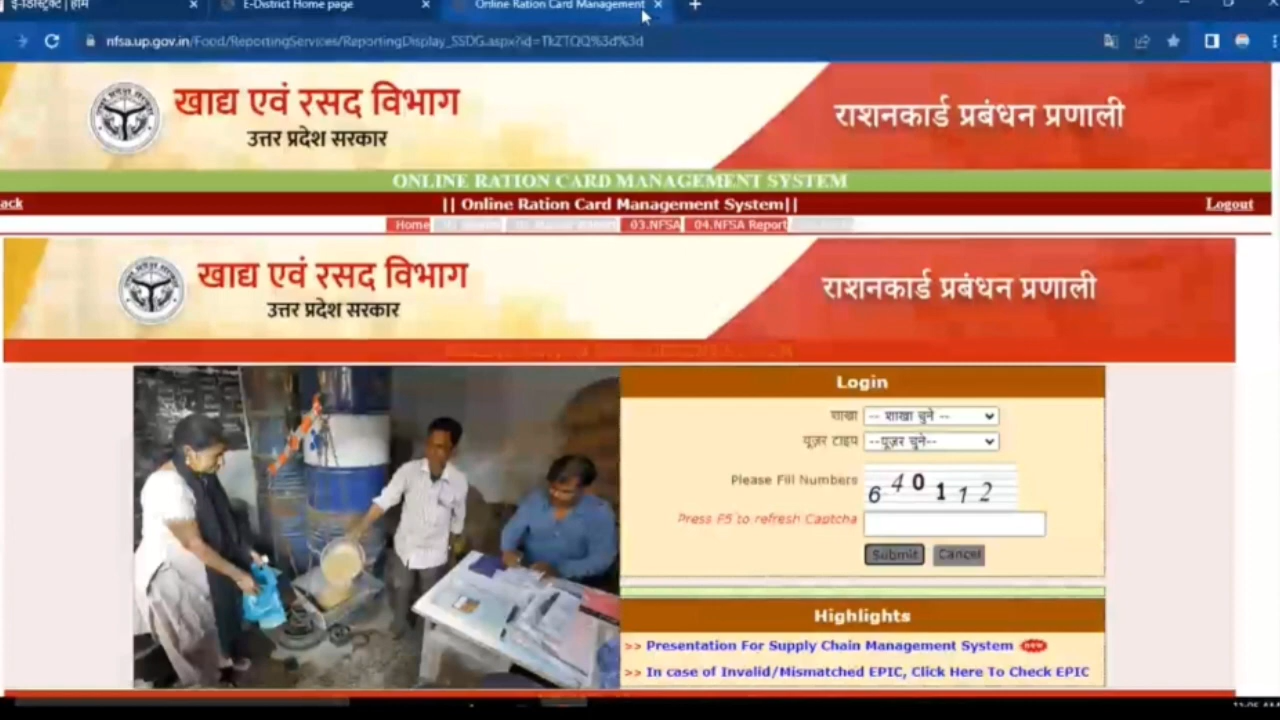 ई-डिस्ट्रिक्ट | होम
E-District Home page
Online Ration Card Management
nfsa.up.gov.in/Food/ReportingServices/ReportingDisplay_SSDG.aspx?id=TkZTQQ%3d%3d
खाद्य एवं रसद विभाग
उत्तर प्रदेश सरकार
राशनकार्ड प्रबंधन प्रणाली
ONLINE RATION CARD MANAGEMENT SYSTEM
ack
|| Online Ration Card Management System||
Logout
Home
03.NFSA
04.NFSA Report
खाद्य एवं रसद विभाग
उत्तर प्रदेश सरकार
राशनकार्ड प्रबंधन प्रणाली
Login
शाखा
-- शाखा चुने --
यूज़र टाइप
--यूज़र चुने--
Please Fill Numbers
640112
Press F5 to refresh Captcha
Submit
Cancel
Highlights
>> Presentation For Supply Chain Management System new
>> In case of Invalid/Mismatched EPIC, Click Here To Check EPIC